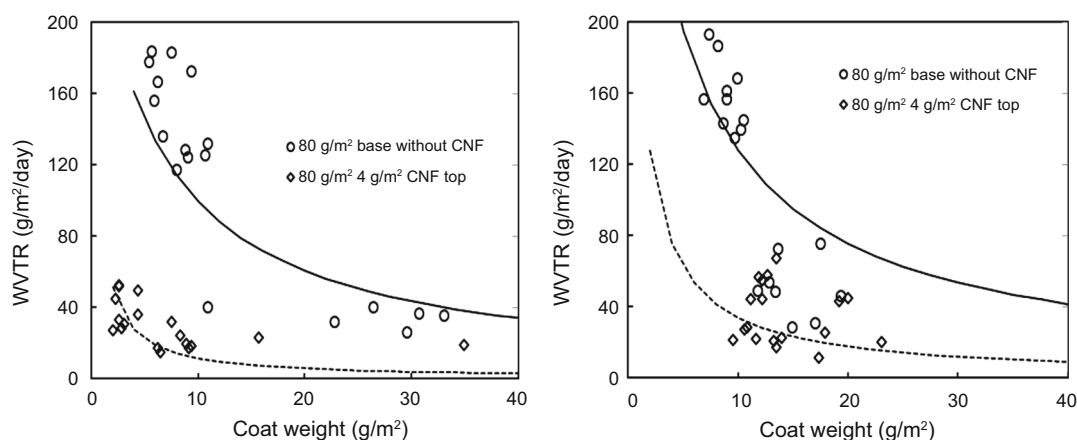 200
160
120
80
40
0
WVTR (g/m²/day)
○ 80 g/m² base without CNF
◇ 80 g/m² 4 g/m² CNF top
0 10 20 30 40
Coat weight (g/m²)
200
160
120
80
40
0
WVTR (g/m²/day)
○ 80 g/m² base without CNF
◇ 80 g/m² 4 g/m² CNF top
0 10 20 30 40
Coat weight (g/m²)